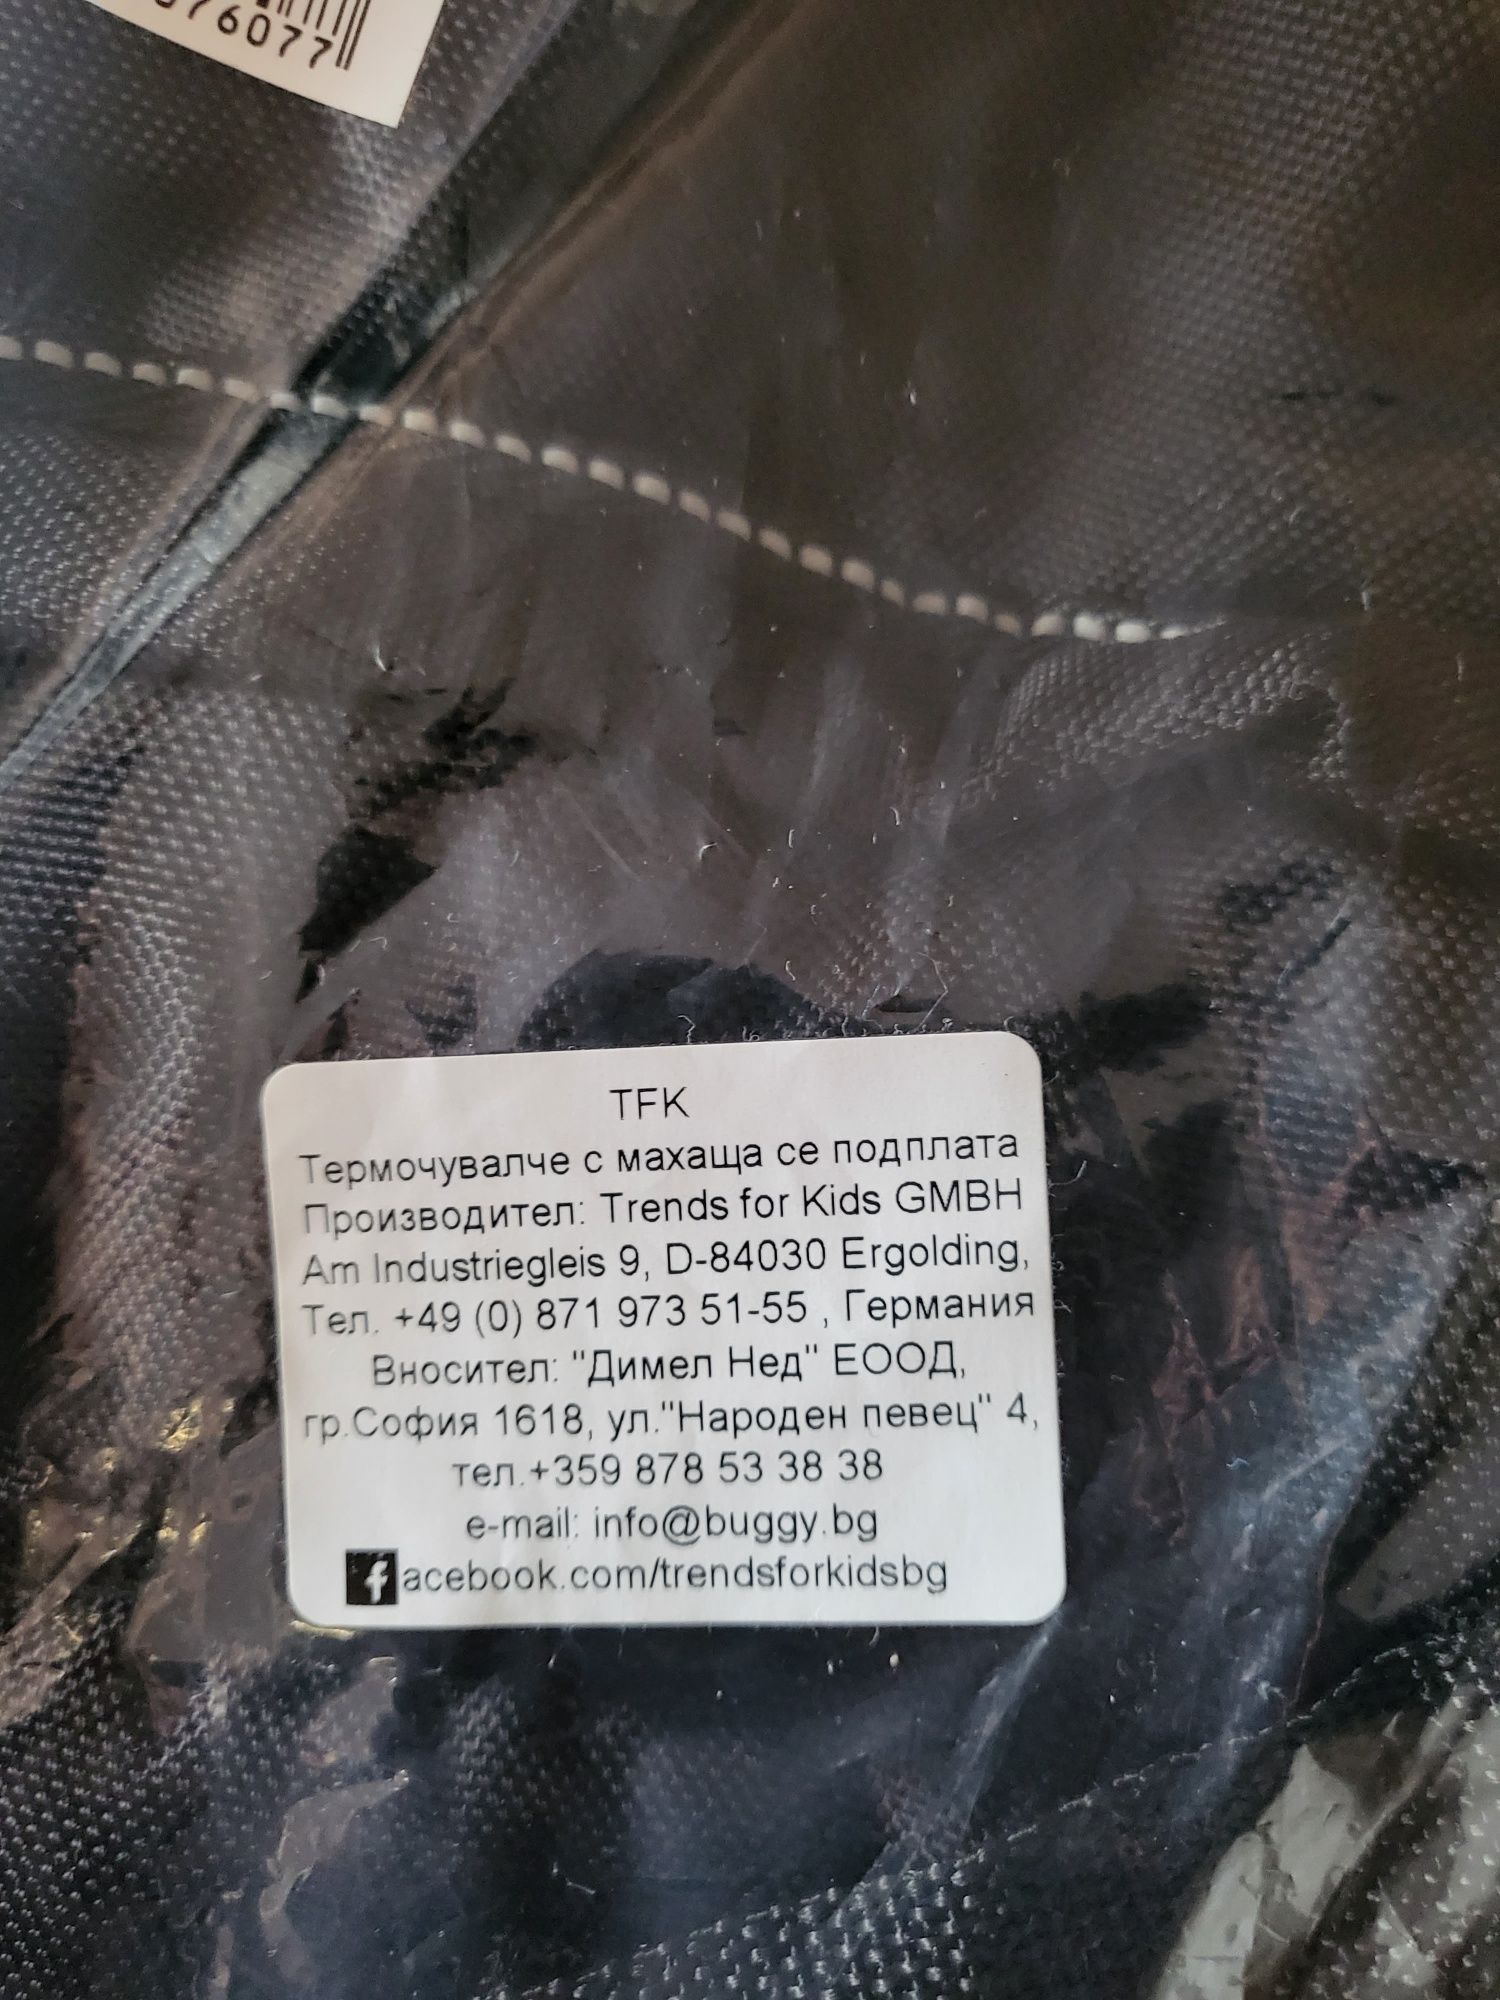 76077
TFK
Термочувалче с махаща се подплата
Производител: Trends for Kids GMBH
Am Industriegleis 9, D-84030 Ergolding,
Тел. +49 (0) 871 973 51-55 , Германия
Вносител: "Димел Нед" ЕООД,
гр.София 1618, ул."Народен певец" 4,
тел.+359 878 53 38 38
e-mail: info@buggy.bg
facebook.com/trendsforkidsbg